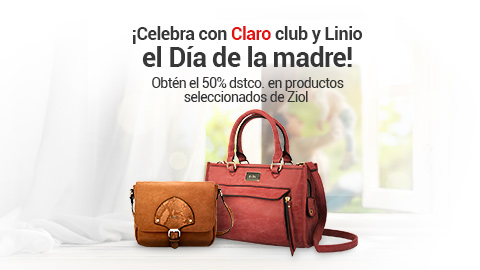 ¡Celebra con Claro club y Linio
el Día de la madre!
Obtén el 50% dstco. en productos
seleccionados de Ziol